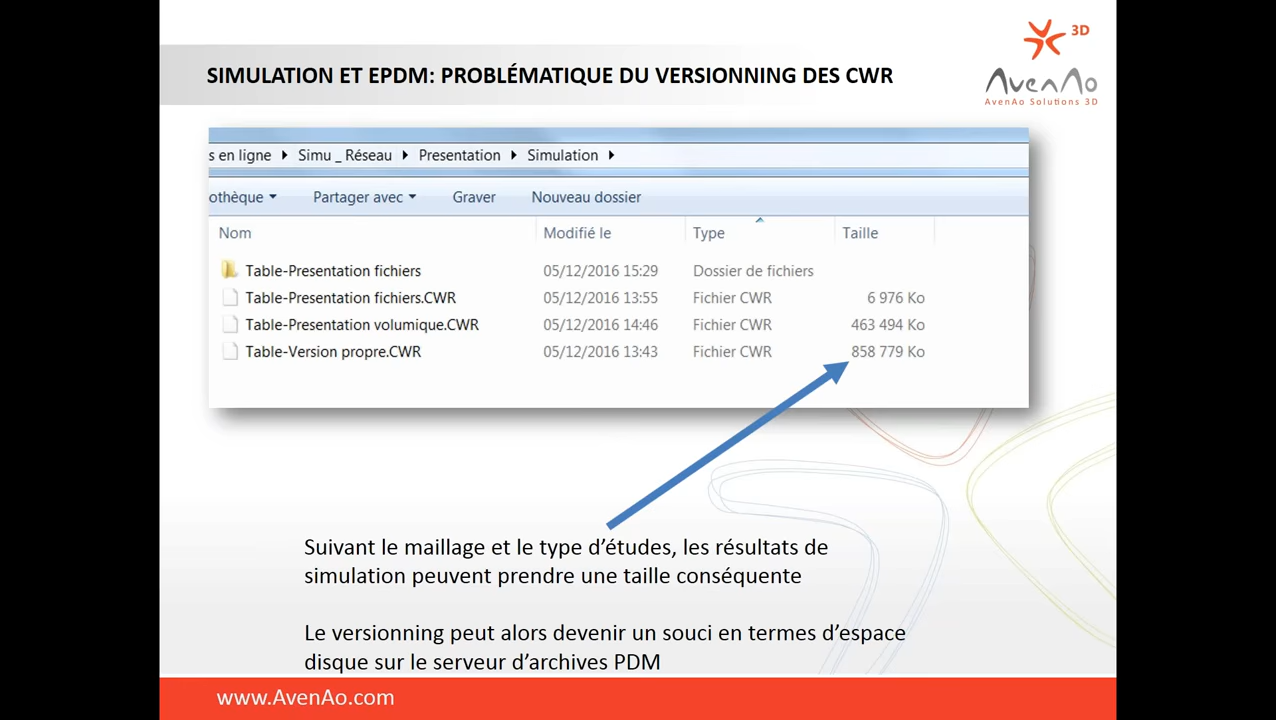 3D
AvenAo
AvenAo Solutions 3D
SIMULATION ET EPDM: PROBLÉMATIQUE DU VERSIONNING DES CWR
s en ligne Simu _ Réseau Presentation Simulation
othèque Partager avec Graver Nouveau dossier
Nom Modifié le Type Taille
Table-Presentation fichiers 05/12/2016 15:29 Dossier de fichiers
Table-Presentation fichiers.CWR 05/12/2016 13:55 Fichier CWR 6 976 Ko
Table-Presentation volumique.CWR 05/12/2016 14:46 Fichier CWR 463 494 Ko
Table-Version propre.CWR 05/12/2016 13:43 Fichier CWR 858 779 Ko
Suivant le maillage et le type d’études, les résultats de
simulation peuvent prendre une taille conséquente
Le versionning peut alors devenir un souci en termes d’espace
disque sur le serveur d’archives PDM
www.AvenAo.com